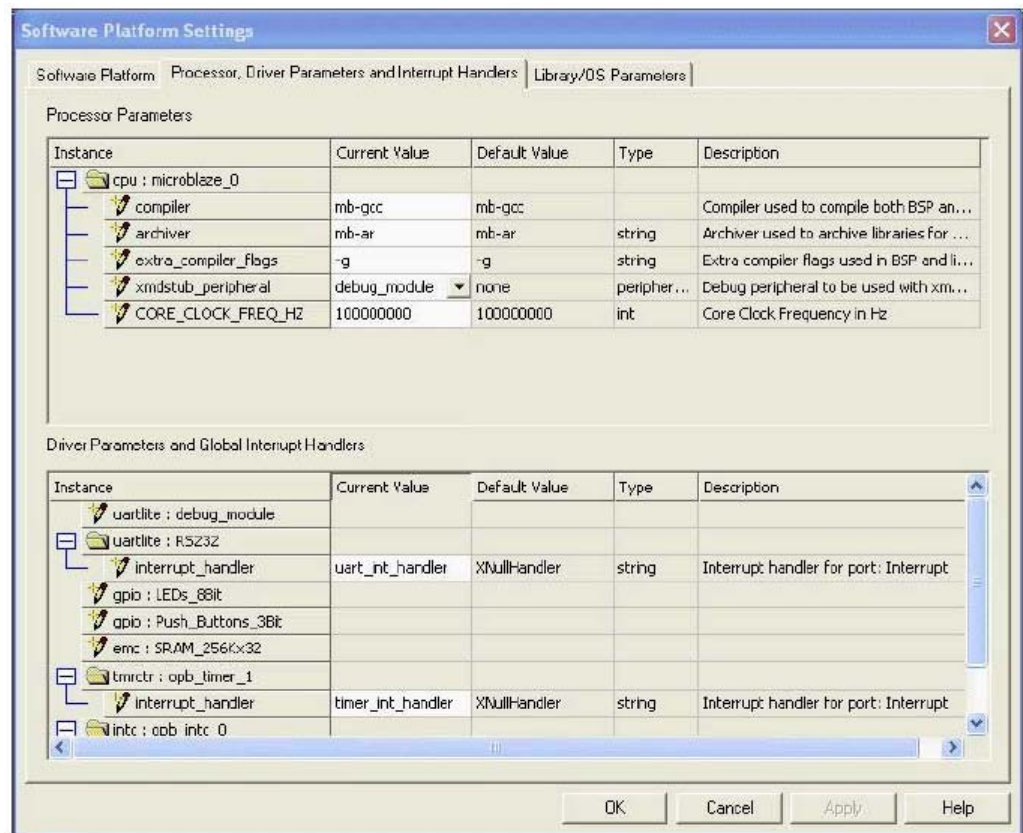 Software Platform Settings
Software Platform Processor, Driver Parameters and Interrupt Handlers Library/OS Parameters
Processor Parameters
Instance Current Value Default Value Type Description
cpu : microblaze_0
compiler mb-gcc mb-gcc Compiler used to compile both BSP an...
archiver mb-ar mb-ar string Archiver used to archive libraries for ...
extra_compiler_flags -g -g string Extra compiler flags used in BSP and li...
xmdstub_peripheral debug_module none peripher... Debug peripheral to be used with xm...
CORE_CLOCK_FREQ_HZ 100000000 100000000 int Core Clock Frequency in Hz
Driver Parameters and Global Interrupt Handlers
Instance Current Value Default Value Type Description
uartlite : debug_module
uartlite : RS232
interrupt_handler uart_int_handler XNullHandler string Interrupt handler for port: Interrupt
gpio : LEDs_8Bit
gpio : Push_Buttons_3Bit
emc : SRAM_256Kx32
tmrctr : opb_timer_1
interrupt_handler timer_int_handler XNullHandler string Interrupt handler for port: Interrupt
intc : opb_intc_0
OK Cancel Apply Help